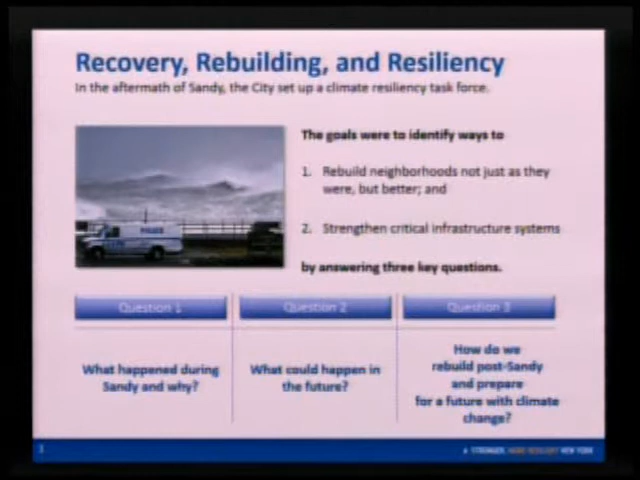 Recovery, Rebuilding, and Resiliency
In the aftermath of Sandy, the City set up a climate resiliency task force.
The goals were to identify ways to
1. Rebuild neighborhoods not just as they
were, but better; and
2. Strengthen critical infrastructure systems
POLICE
by answering three key questions.
Question 1
Question 2
Question 3
What happened during
Sandy and why?
What could happen in
the future?
How do we
rebuild post-Sandy
and prepare
for a future with climate
change?
A STRONGER, MORE RESILIENT NEW YORK